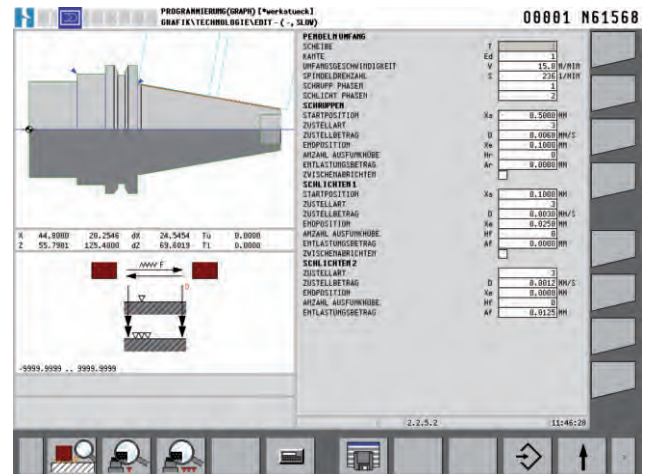 PROGRAMMIERUNG(GRAPH) [*werkstueck]
GRAFIK\TECHNOLOGIE\EDIT - (-, SLOW)
O0001 N61568
PENDELN UMFANG
SCHEIBE T
KANTE Ed 1
UMFANGSGESCHWINDIGKEIT V 15.0 M/MIN
SPINDELDREHZAHL S 236 1/MIN
SCHRUPP PHASEN 1
SCHLICHT PHASEN 2
SCHRUPPEN
STARTPOSITION Xa 0.5000 MM
ZUSTELLART 3
ZUSTELLBETRAG D 0.0060 MM/S
ENDPOSITION Xe 0.1000 MM
ANZAHL AUSFUNKHÜBE Hr 0
ENTLASTUNGSBETRAG Ar 0.0000 MM
ZWISCHENABRICHTEN
SCHLICHTEN 1
STARTPOSITION Xa 0.1000 MM
ZUSTELLART 3
ZUSTELLBETRAG D 0.0030 MM/S
ENDPOSITION Xe 0.0250 MM
ANZAHL AUSFUNKHÜBE Hf 0
ENTLASTUNGSBETRAG Af 0.0000 MM
ZWISCHENABRICHTEN
SCHLICHTEN 2
ZUSTELLART 3
ZUSTELLBETRAG D 0.0012 MM/S
ENDPOSITION Xe 0.0000 MM
ANZAHL AUSFUNKHÜBE Hf 0
ENTLASTUNGSBETRAG Af 0.0125 MM
X 44.8000 20.2546 dX 24.5454 Tu 0.0000
Z 55.7981 125.4000 dZ 69.6019 Tl 0.0000
F
D
-9999.9999 .. 9999.9999
2.2.5.2 11:46:28